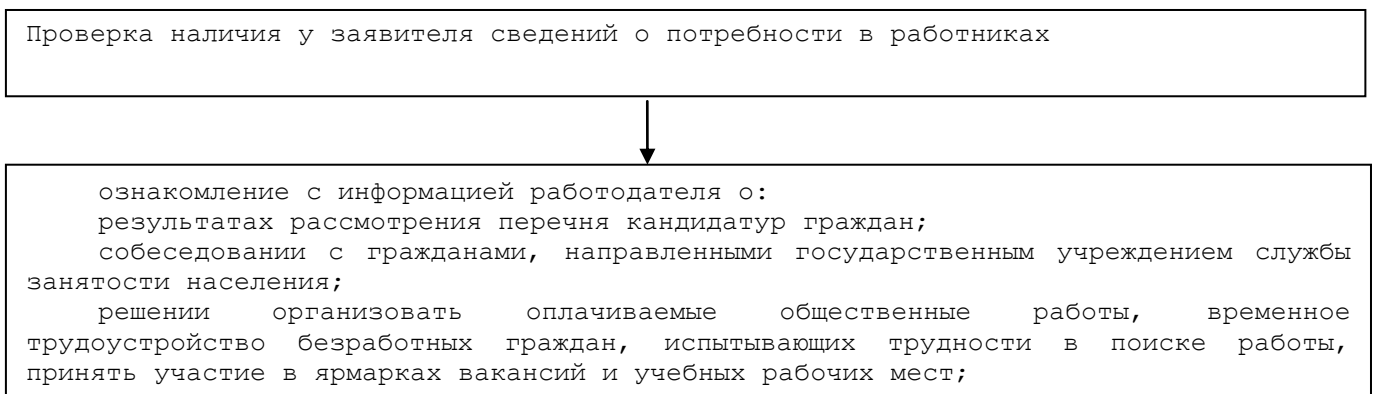 Проверка наличия у заявителя сведений о потребности в работниках
ознакомление с информацией работодателя о:
результатах рассмотрения перечня кандидатур граждан;
собеседовании с гражданами, направленными государственным учреждением службы
занятости населения;
решении организовать оплачиваемые общественные работы, временное
трудоустройство безработных граждан, испытывающих трудности в поиске работы,
принять участие в ярмарках вакансий и учебных рабочих мест;